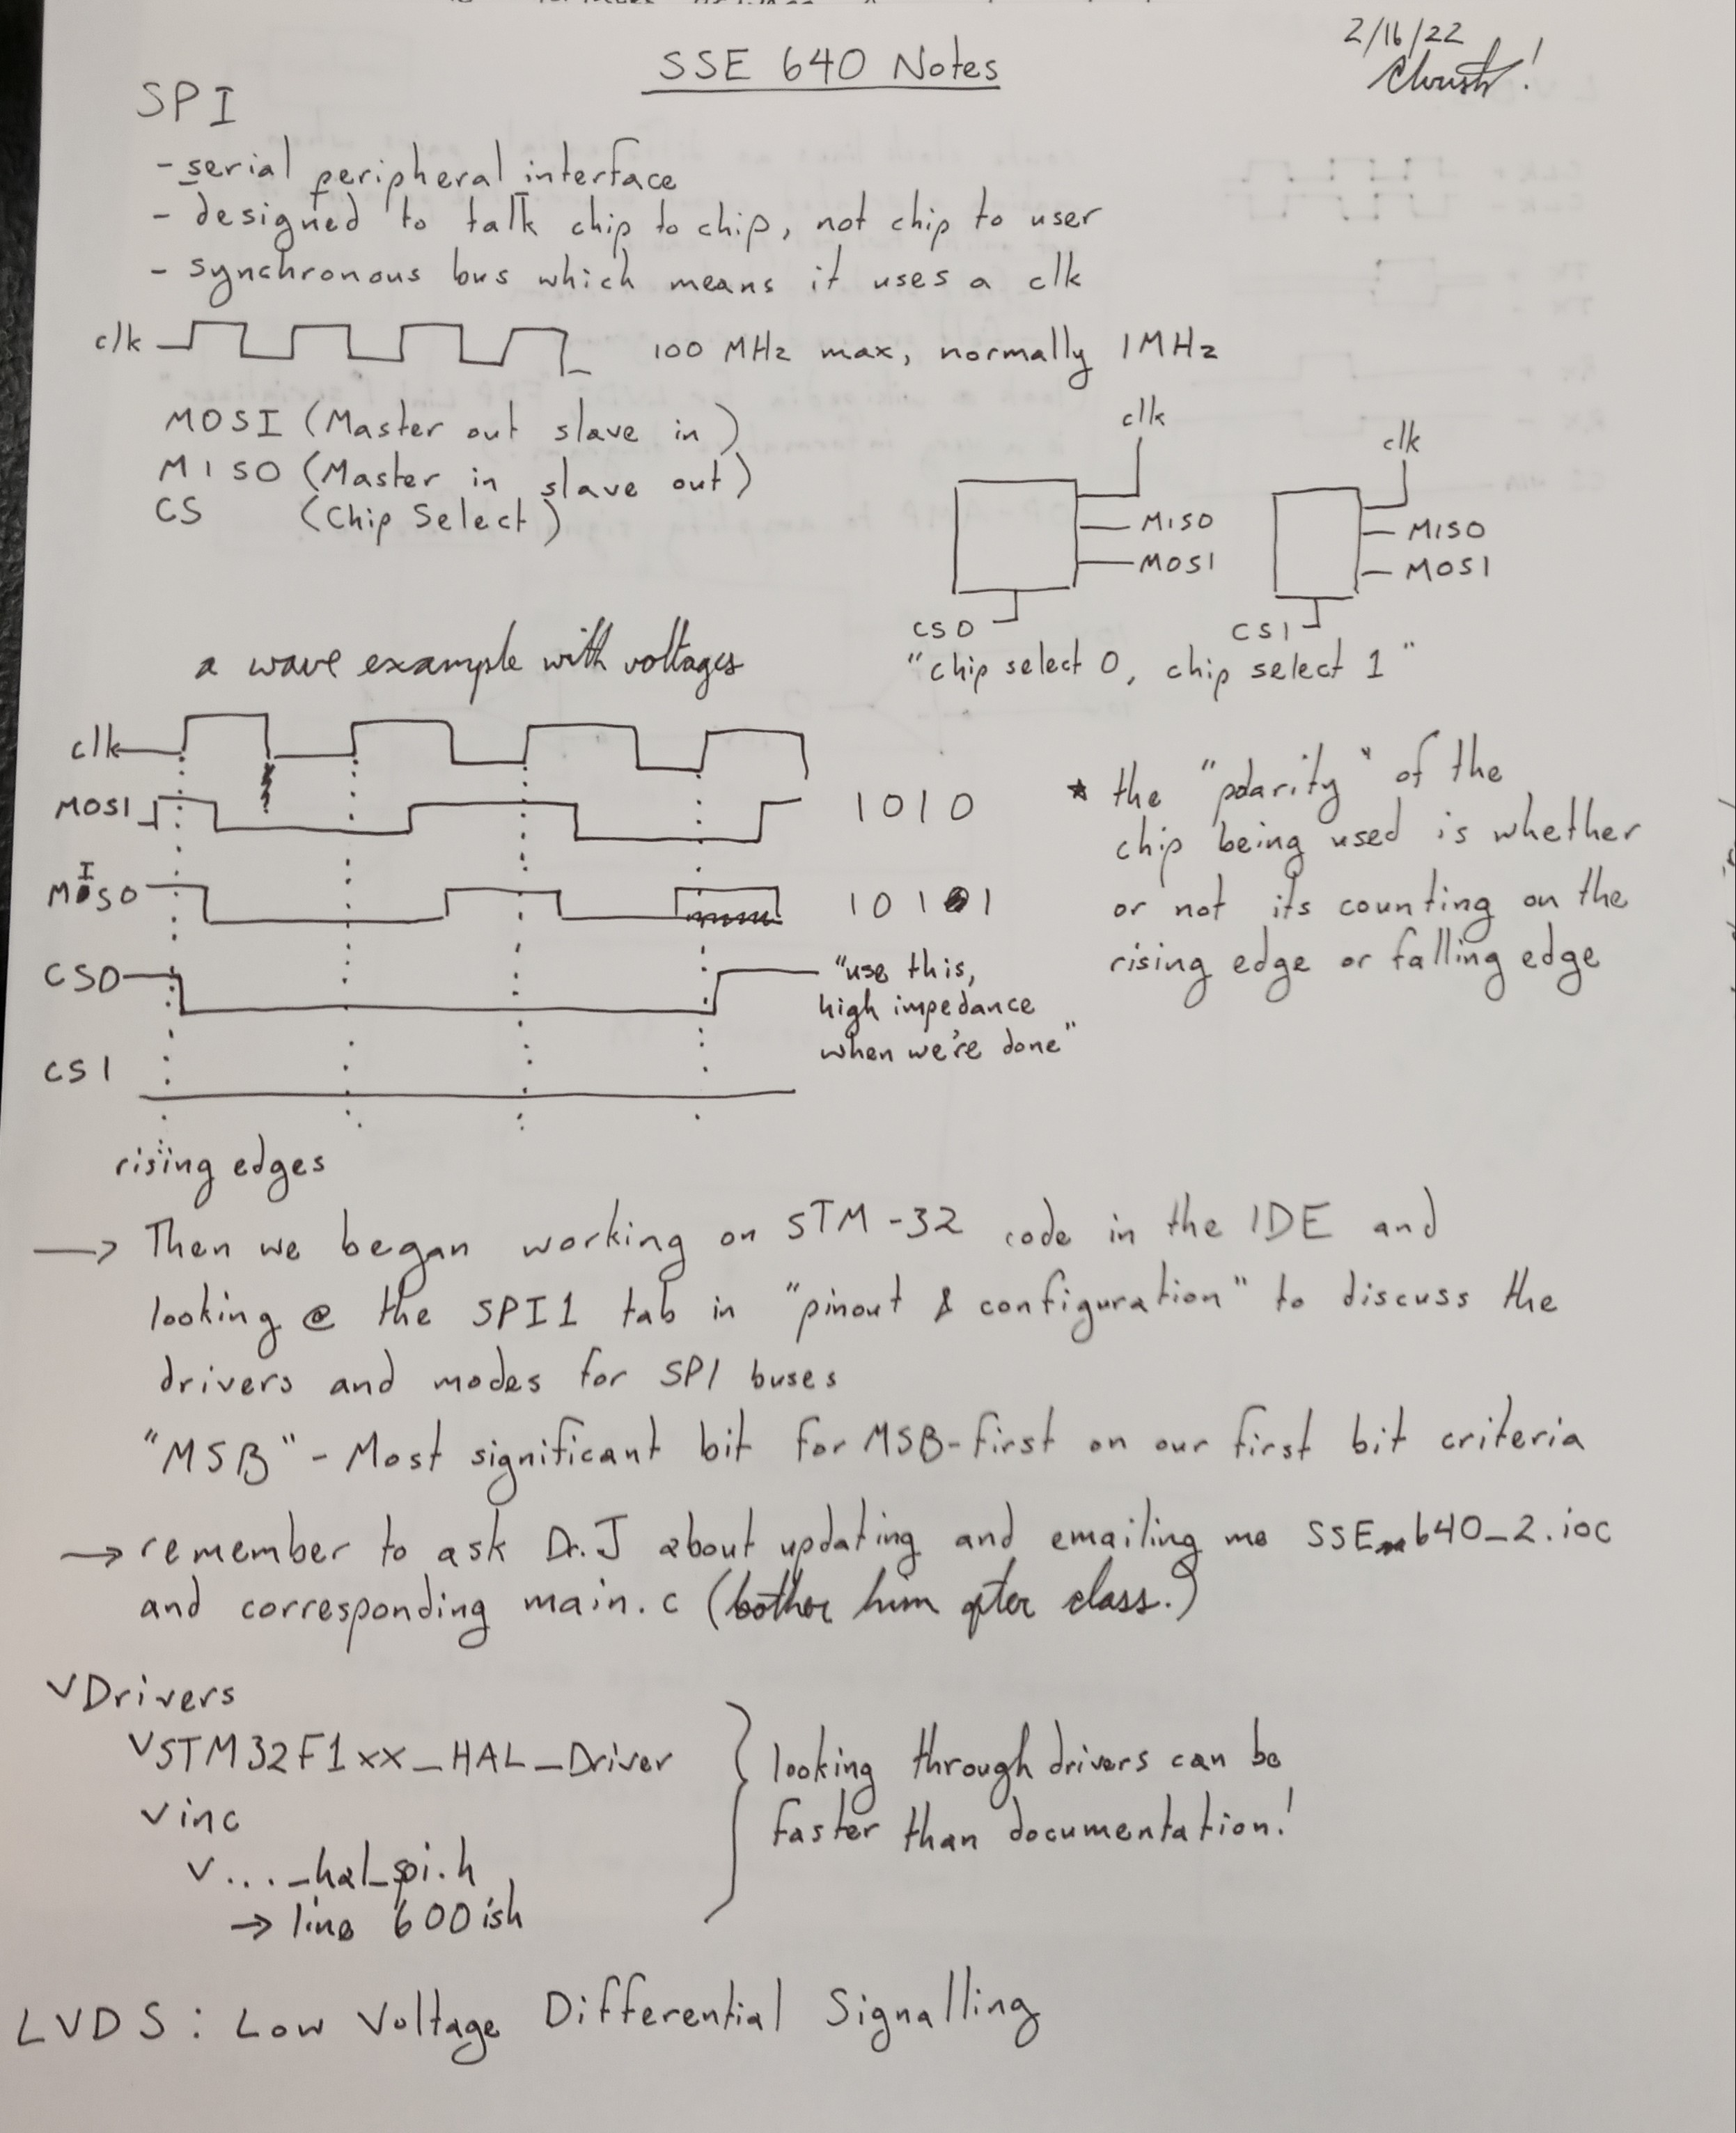 2/16/22
SSE 640 Notes
SPI
- serial peripheral interface
- designed to talk chip to chip, not chip to user
- synchronous bus which means it uses a clk
clk 100 MHz max, normally 1MHz
MOSI (Master out slave in)
MISO (Master in slave out)
CS (Chip Select)
clk
MISO
MOSI
CS0
clk
MISO
MOSI
CS1
"chip select 0, chip select 1"
a wave example with voltages
clk
MOSI 1010
MISO 1011
CS0 "use this,
high impedance
when we're done"
CS1
rising edges
* the "polarity" of the
chip being used is whether
or not its counting on the
rising edge or falling edge
→ Then we began working on STM-32 code in the IDE and
looking @ the SPI1 tab in "pinout & configuration" to discuss the
drivers and modes for SPI buses
"MSB" - Most significant bit for MSB-first on our first bit criteria
→ remember to ask Dr. J about updating and emailing me SSE_640_2.ioc
and corresponding main.c (bother him after class.)
v Drivers
v STM32F1xx_HAL_Driver
v inc
v ..._hal_spi.h
→ line 600ish
looking through drivers can be
faster than documentation!
LVDS: Low Voltage Differential Signalling